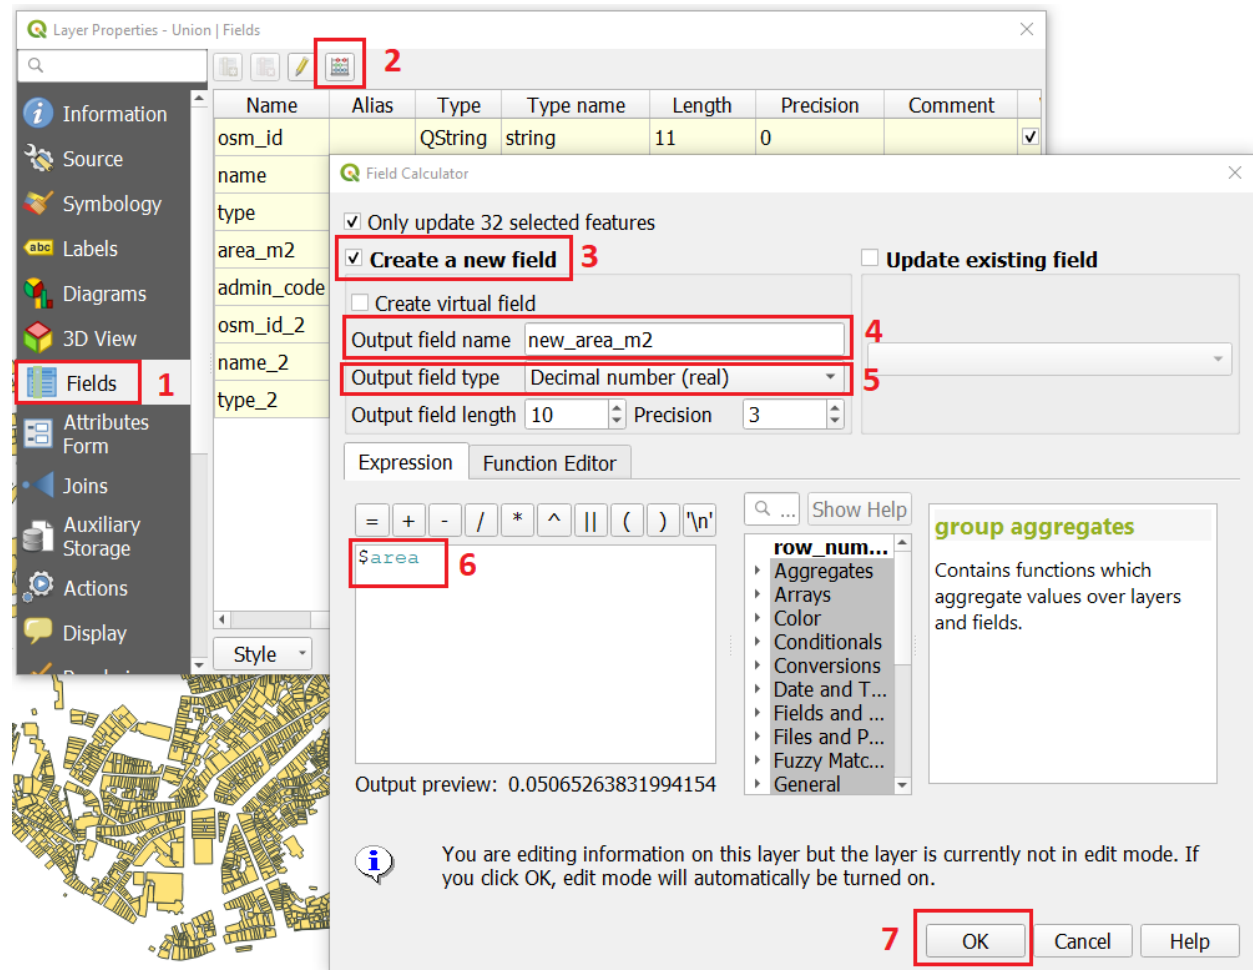 Layer Properties - Union | Fields
2
Name Alias Type Type name Length Precision Comment
Information
Source
Symbology
abc Labels
Diagrams
3D View
Fields 1
Attributes
Form
Joins
Auxiliary
Storage
Actions
Display
osm_id QString string 11 0
name
type
area_m2
admin_code
osm_id_2
name_2
type_2
Style
Field Calculator
Only update 32 selected features
Create a new field 3
Update existing field
Create virtual field
Output field name new_area_m2 4
Output field type Decimal number (real) 5
Output field length 10 Precision 3
Expression Function Editor
= + - / * ^ || ( ) '\n'
... Show Help
$area 6
row_num...
Aggregates
Arrays
Color
Conditionals
Conversions
Date and T...
Fields and ...
Files and P...
Fuzzy Matc...
General
group aggregates
Contains functions which
aggregate values over layers
and fields.
Output preview: 0.05065263831994154
You are editing information on this layer but the layer is currently not in edit mode. If
you click OK, edit mode will automatically be turned on.
7 OK Cancel Help